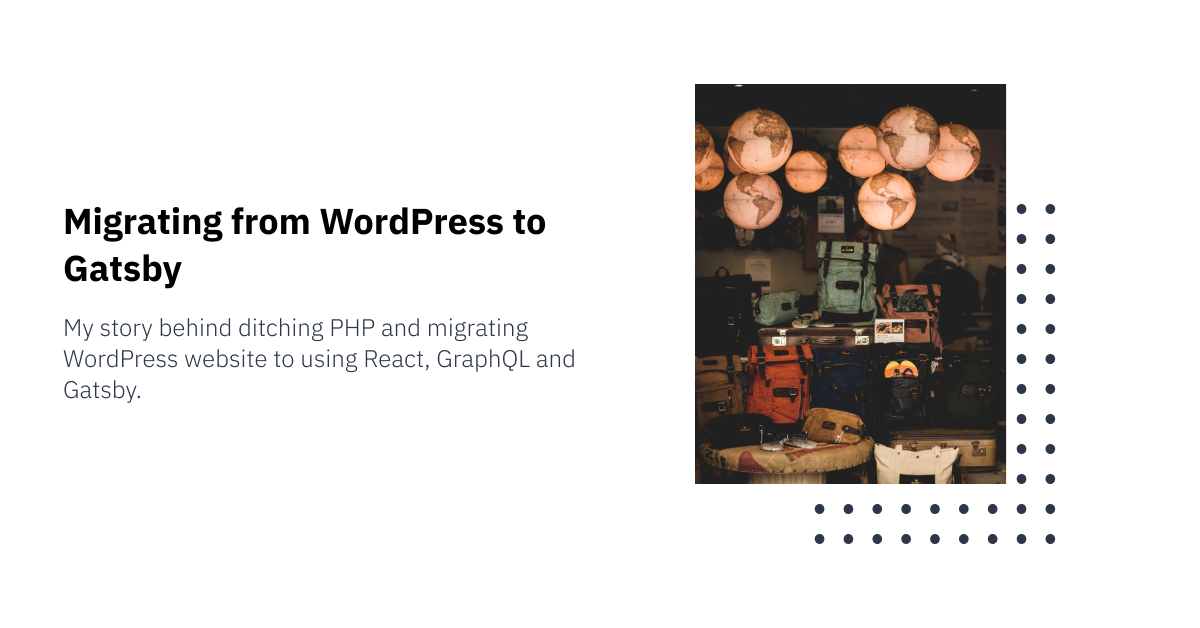 Migrating from WordPress to
Gatsby
My story behind ditching PHP and migrating
WordPress website to using React, GraphQL and
Gatsby.